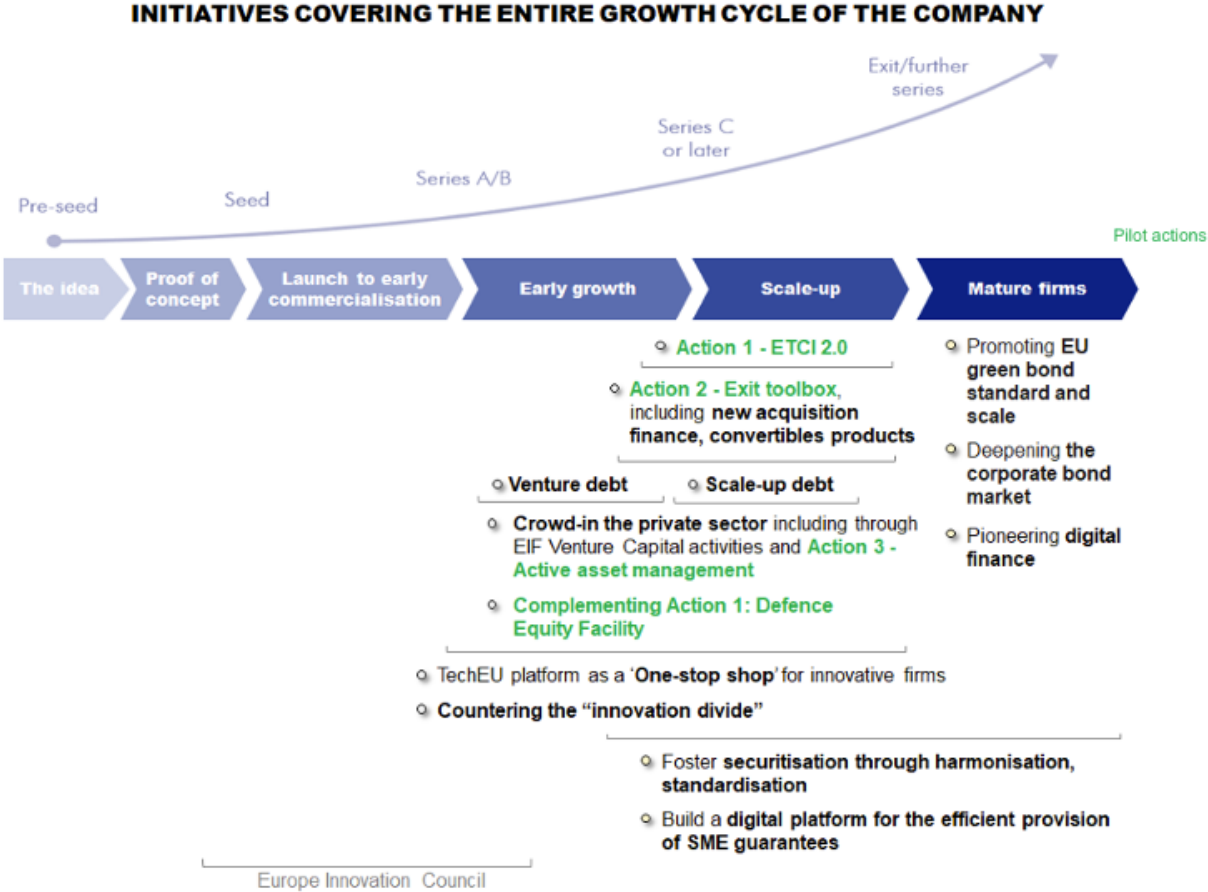 INITIATIVES COVERING THE ENTIRE GROWTH CYCLE OF THE COMPANY
Exit/further
series
Series C
or later
Series A/B
Seed
Pre-seed
Pilot actions
The idea
Proof of
concept
Launch to early
commercialisation
Early growth
Scale-up
Mature firms
Action 1 - ETCI 2.0
Action 2 - Exit toolbox,
including new acquisition
finance, convertibles products
Venture debt
Scale-up debt
Crowd-in the private sector including through
EIF Venture Capital activities and Action 3 -
Active asset management
Complementing Action 1: Defence
Equity Facility
Promoting EU
green bond
standard and
scale
Deepening the
corporate bond
market
Pioneering digital
finance
TechEU platform as a ‘One-stop shop’ for innovative firms
Countering the “innovation divide”
Foster securitisation through harmonisation,
standardisation
Build a digital platform for the efficient provision
of SME guarantees
Europe Innovation Council